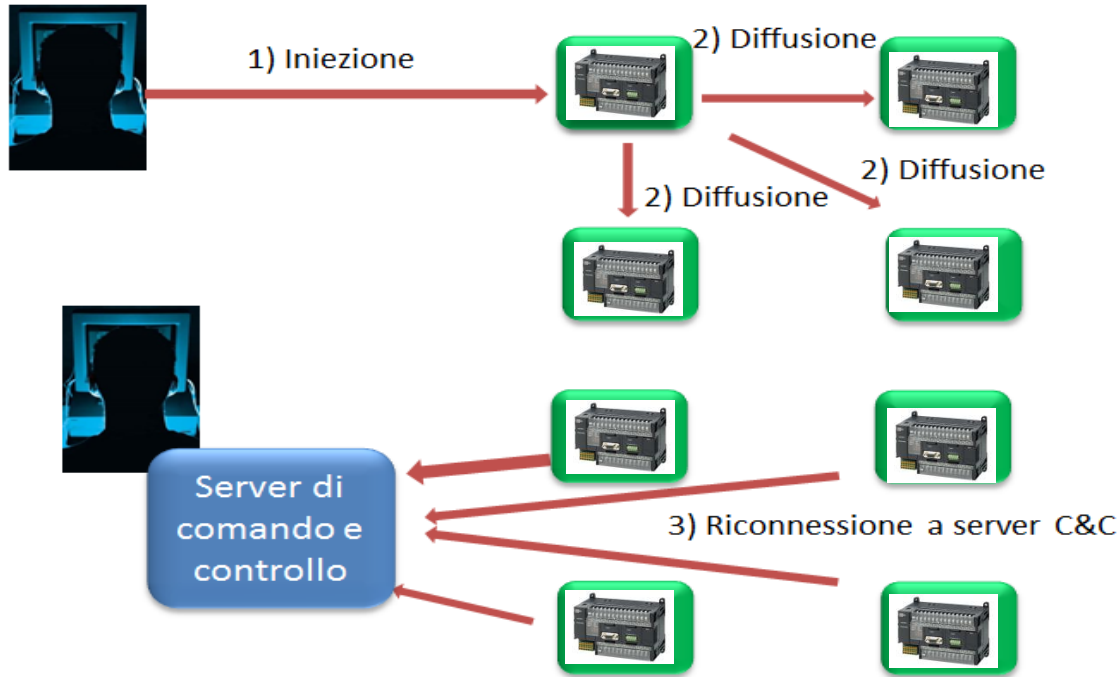 1) Iniezione
2) Diffusione
2) Diffusione
2) Diffusione
Server di
comando e
controllo
3) Riconnessione a server C&C